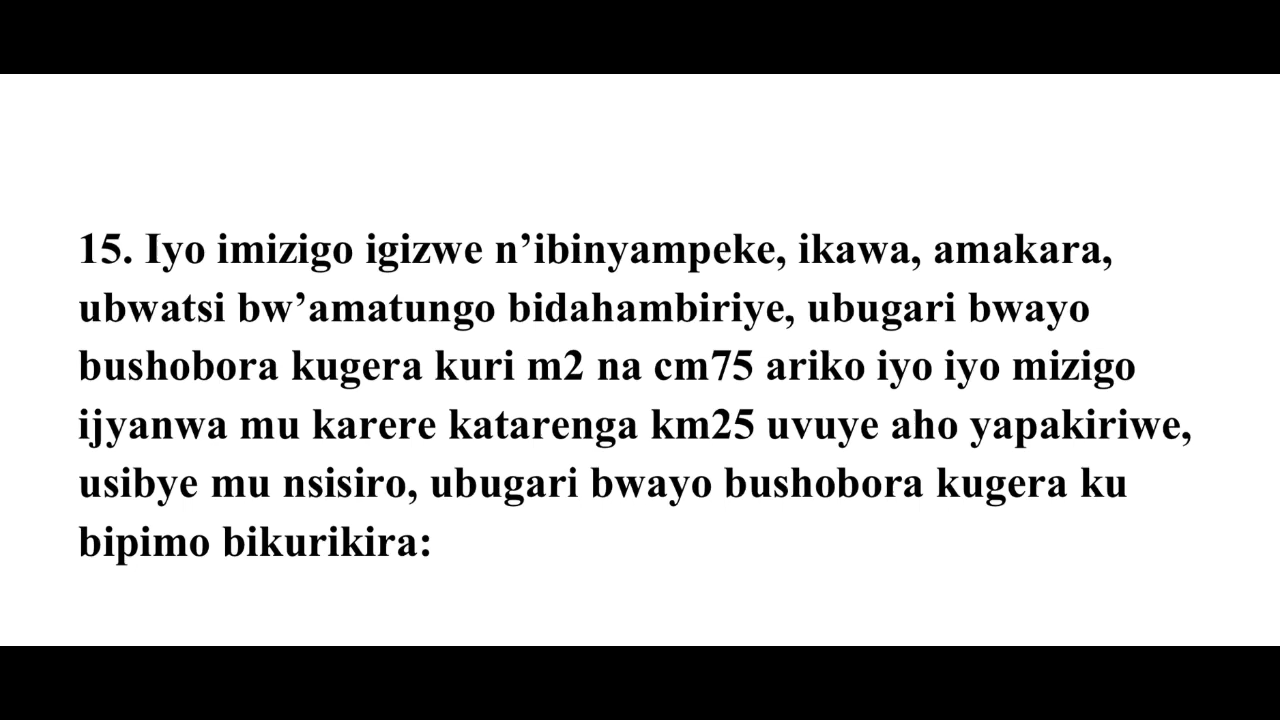 15. Iyo imizigo igizwe n’ibinyampeke, ikawa, amakara,
ubwatsi bw’amatungo bidahambiriye, ubugari bwayo
bushobora kugera kuri m2 na cm75 ariko iyo iyo mizigo
ijyanwa mu karere katarenga km25 uvuye aho yapakiriwe,
usibye mu nsisiro, ubugari bwayo bushobora kugera ku
bipimo bikurikira: